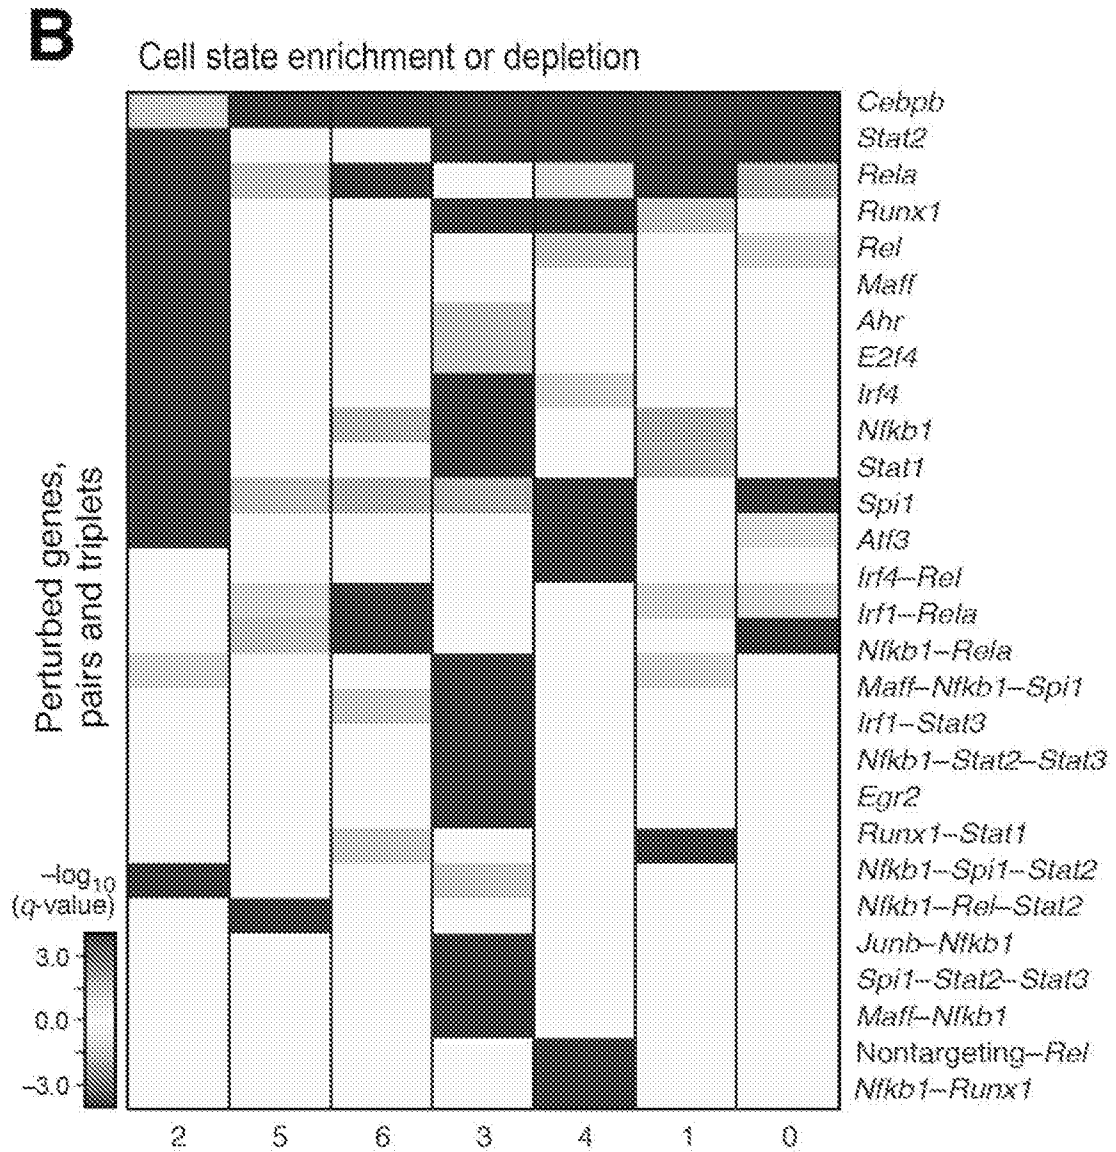 B
Cell state enrichment or depletion
Cebpb
Stat2
Rela
Runx1
Rel
Maff
Ahr
E2f4
Irf4
Nfkb1
Stat1
Spi1
Atf3
Irf4–Rel
Irf1–Rela
Nfkb1–Rela
Maff–Nfkb1–Spi1
Irf1–Stat3
Nfkb1–Stat2–Stat3
Egr2
Runx1–Stat1
Nfkb1–Spi1–Stat2
Nfkb1–Rel–Stat2
Junb–Nfkb1
Spi1–Stat2–Stat3
Maff–Nfkb1
Nontargeting–Rel
Nfkb1–Runx1
Perturbed genes,
pairs and triplets
–log10
(q-value)
3.0
0.0
–3.0
2 5 6 3 4 1 0